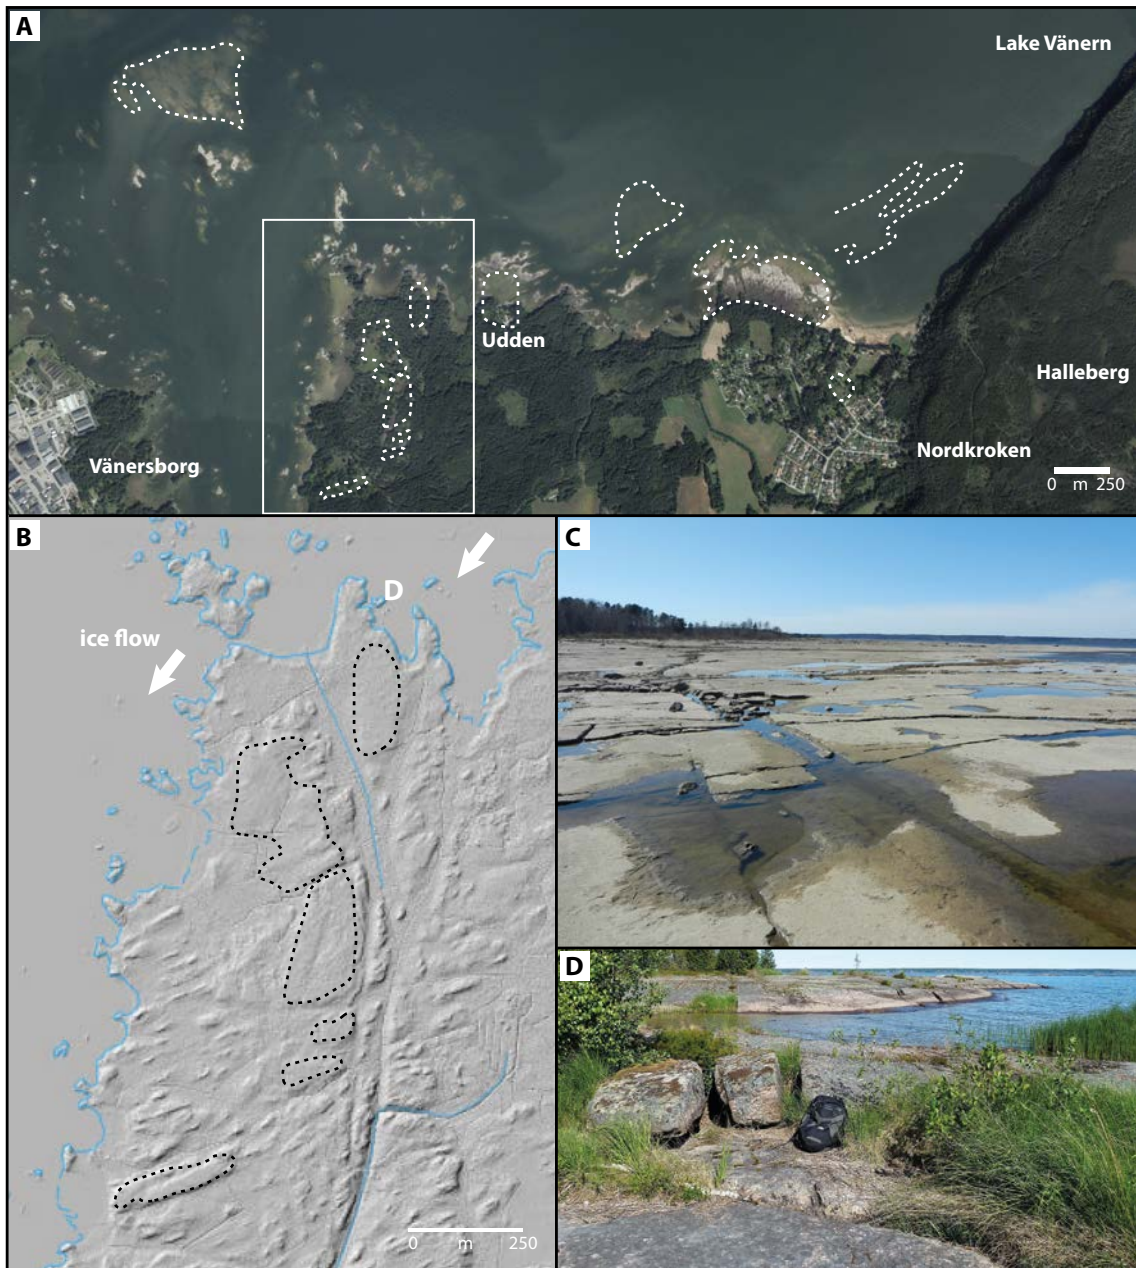 A
Lake Vänern
Udden
Halleberg
Vänersborg
Nordkroken
0 m 250
B
D
ice flow
0 m 250
C
D